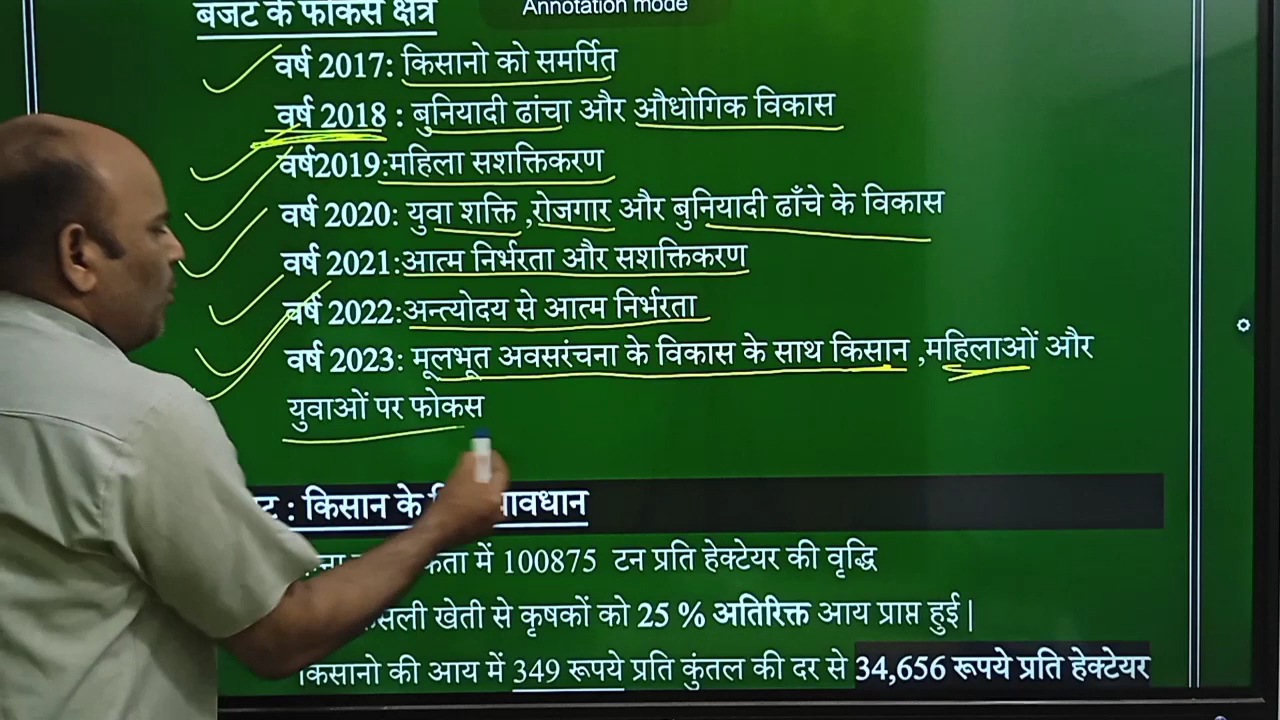 बजट के फोकस क्षेत्र
Annotation mode
वर्ष 2017: किसानो को समर्पित
वर्ष 2018 : बुनियादी ढांचा और औधोगिक विकास
वर्ष2019:महिला सशक्तिकरण
वर्ष 2020: युवा शक्ति ,रोजगार और बुनियादी ढाँचे के विकास
वर्ष 2021:आत्म निर्भरता और सशक्तिकरण
वर्ष 2022:अन्त्योदय से आत्म निर्भरता
वर्ष 2023: मूलभूत अवसरंचना के विकास के साथ किसान ,महिलाओं और
युवाओं पर फोकस
: किसान के
में 100875 टन प्रति हेक्टेयर की वृद्धि
खेती से कृषकों को 25 % अतिरिक्त आय प्राप्त हुई |
किसानो की आय में 349 रूपये प्रति कुंतल की दर से 34,656 रूपये प्रति हेक्टेयर